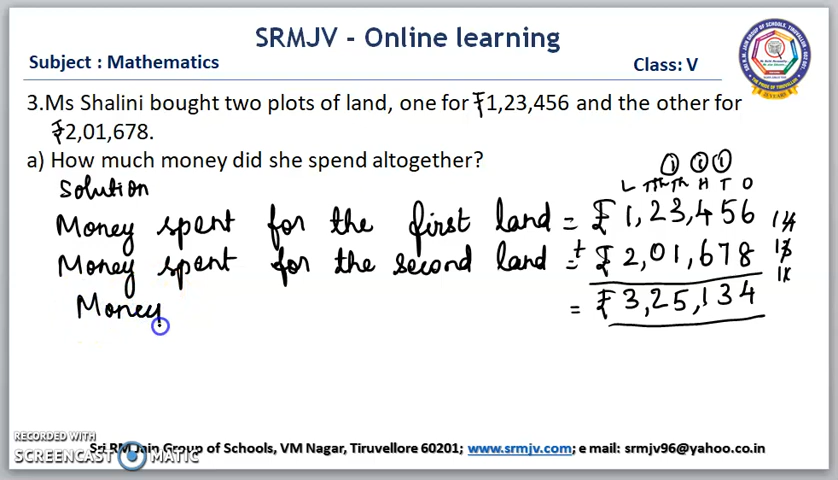 SRMJV - Online learning
Subject : Mathematics
Class: V
3.Ms Shalini bought two plots of land, one for ₹1,23,456 and the other for
₹2,01,678.
a) How much money did she spend altogether?
① ① ①
Solution
L TTh Th H T O
Money spent for the first land = ₹ 1,23,456 14
Money spent for the second land = + ₹ 2,01,678 13
11
Money = ₹ 3,25,134
RECORDED WITH
SCREENCAST MATIC
Sri RM Jain Group of Schools, VM Nagar, Tiruvellore 60201; www.srmjv.com; e mail: srmjv96@yahoo.co.in